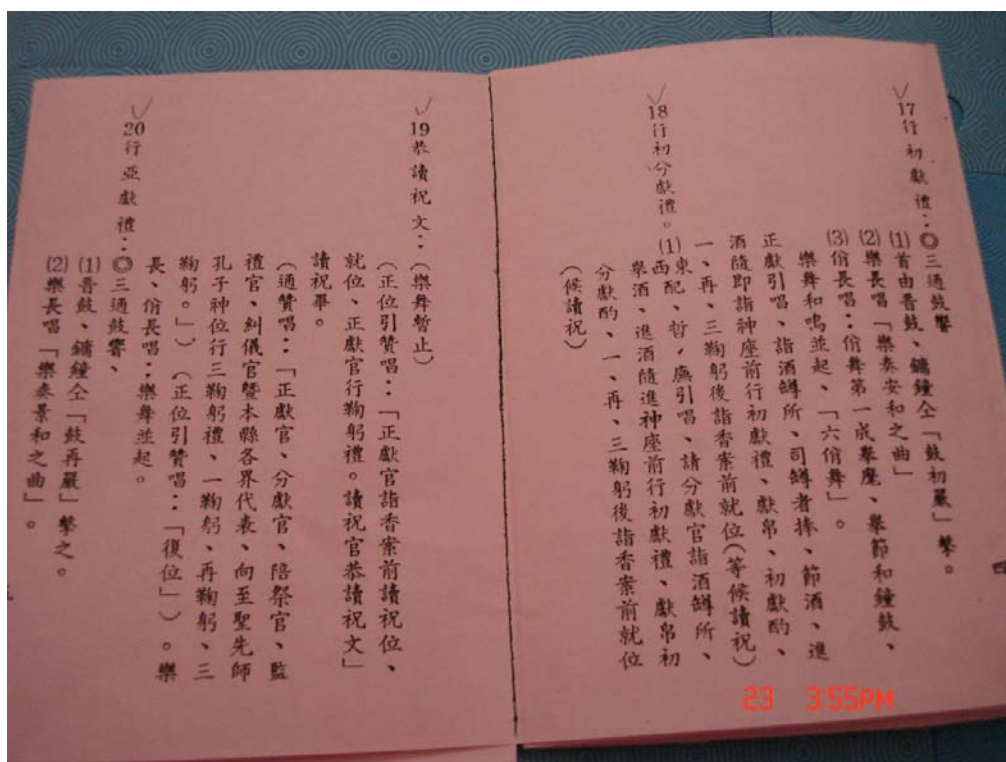 17行初獻禮：◎三通鼓響
(1)首由晋鼓、鏞鐘仝「鼓初嚴」擊。
(2)樂長唱「樂奏安和之曲」
(3)佾長唱：佾舞第一成舉麾、舉節和鐘鼓、
樂舞和鳴並起、「六佾舞」。
正獻引唱、詣酒罇所、司罇者捧、節酒、進
酒隨即詣神座前行初獻禮、獻帛、初獻酌、
一、再、三鞠躬後詣香案前就位(等候讀祝)
18行初分獻禮。
(1)東西配、哲，廡引唱、請分獻官詣酒罇所、
舉酒、進酒隨進神座前行初獻禮、獻帛初
分獻酌、一、再、三鞠躬後詣香案前就位
(候讀祝)
四
19恭讀祝文：(樂舞暫止)
(正位引贊唱：「正獻官詣香案前讀祝位、
就位、正獻官行鞠躬禮。讀祝官恭讀祝文」
讀祝畢。
(通贊唱：「正獻官、分獻官、陪祭官、監
禮官、糾儀官暨本縣各界代表、向至聖先師
孔子神位行三鞠躬禮、一鞠躬、再鞠躬、三
鞠躬。」)(正位引贊唱：「復位」)。樂
長、佾長唱：樂舞並起。
20行亞獻禮：◎三通鼓響、
(1)晋鼓、鏞鐘仝「鼓再嚴」擊之。
(2)樂長唱「樂奏景和之曲」。
23 3:55PM